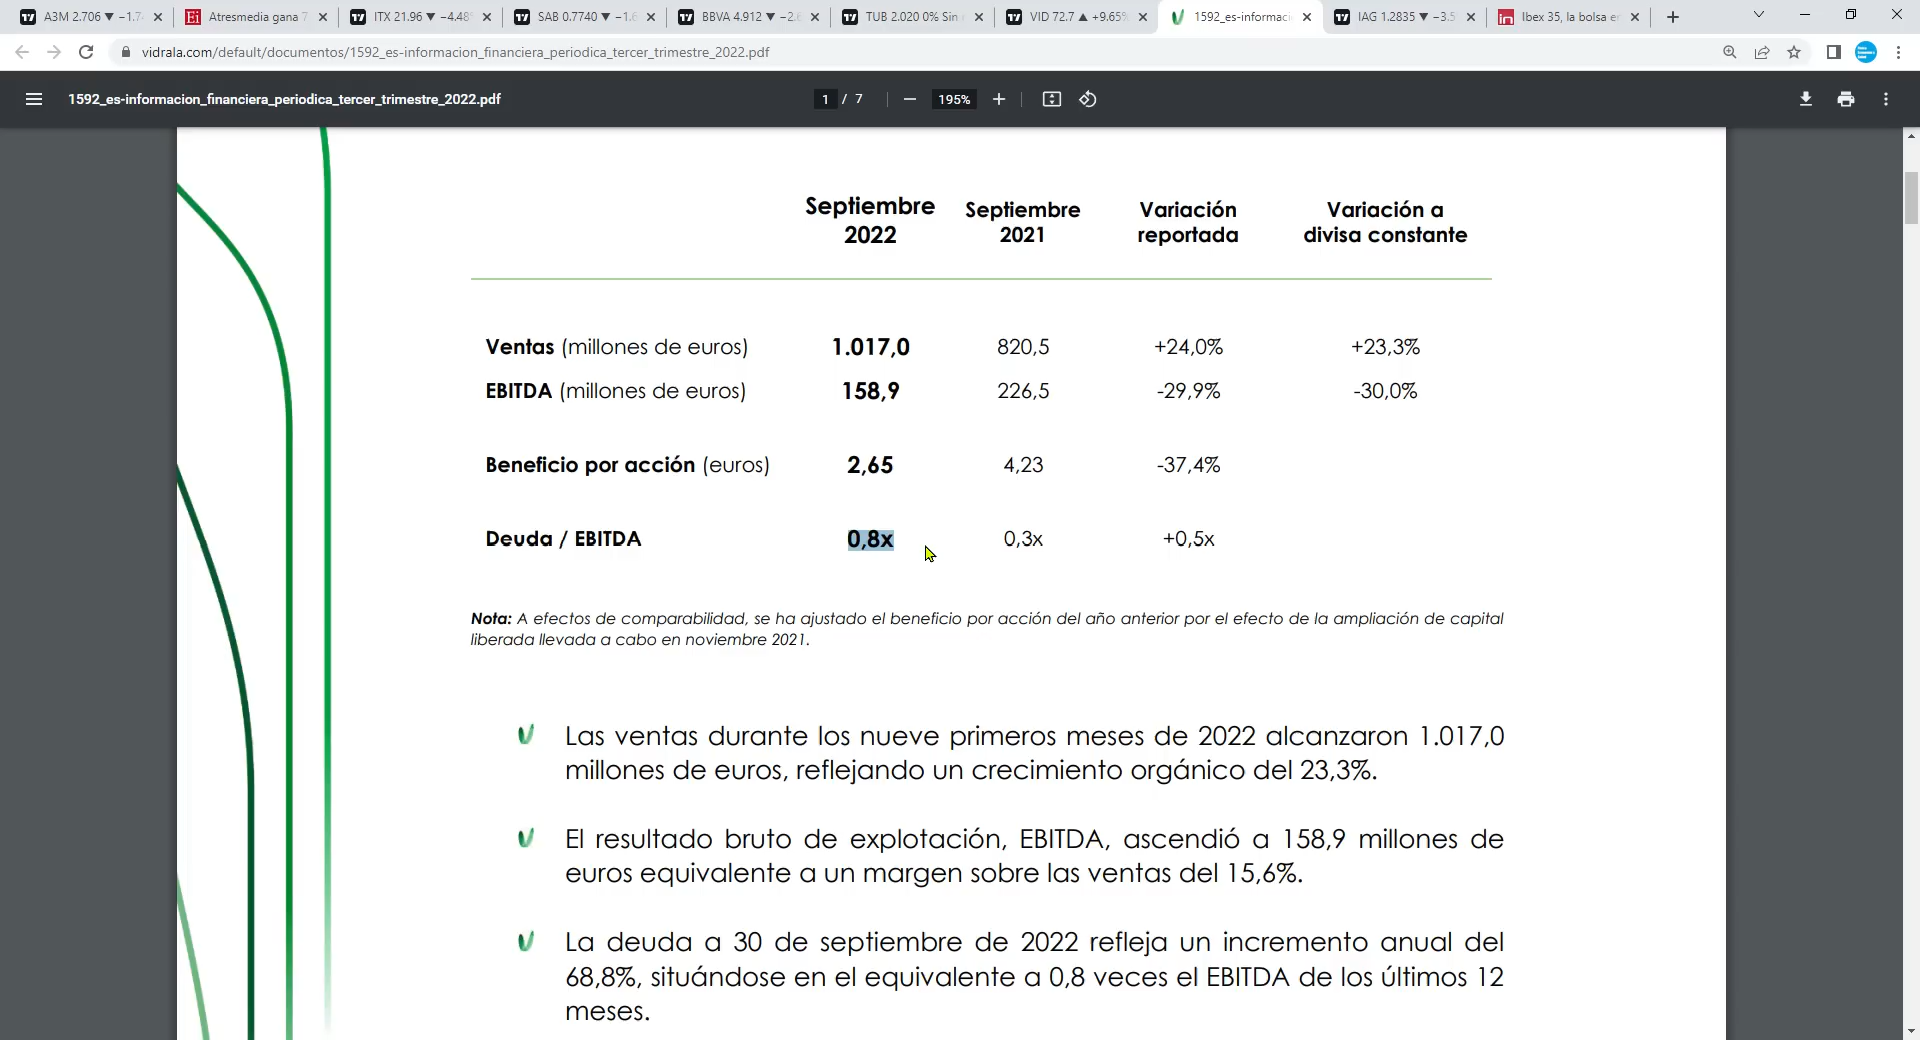 A3M 2.706 ▼ −1.7
Atresmedia gana 7
ITX 21.96 ▼ −4.48
SAB 0.7740 ▼ −1.6
BBVA 4.912 ▼ −2.
TUB 2.020 0% Sin
VID 72.7 ▲ +9.65%
1592_es-informaci
IAG 1.2835 ▼ −3.5
Ibex 35, la bolsa e
vidrala.com/default/documentos/1592_es-informacion_financiera_periodica_tercer_trimestre_2022.pdf
1592_es-informacion_financiera_periodica_tercer_trimestre_2022.pdf
1 / 7
195%
Septiembre 2022 Septiembre 2021 Variación reportada Variación a divisa constante
Ventas (millones de euros) 1.017,0 820,5 +24,0% +23,3%
EBITDA (millones de euros) 158,9 226,5 -29,9% -30,0%
Beneficio por acción (euros) 2,65 4,23 -37,4%
Deuda / EBITDA 0,8x 0,3x +0,5x
Nota: A efectos de comparabilidad, se ha ajustado el beneficio por acción del año anterior por el efecto de la ampliación de capital
liberada llevada a cabo en noviembre 2021.
Las ventas durante los nueve primeros meses de 2022 alcanzaron 1.017,0
millones de euros, reflejando un crecimiento orgánico del 23,3%.
El resultado bruto de explotación, EBITDA, ascendió a 158,9 millones de
euros equivalente a un margen sobre las ventas del 15,6%.
La deuda a 30 de septiembre de 2022 refleja un incremento anual del
68,8%, situándose en el equivalente a 0,8 veces el EBITDA de los últimos 12
meses.